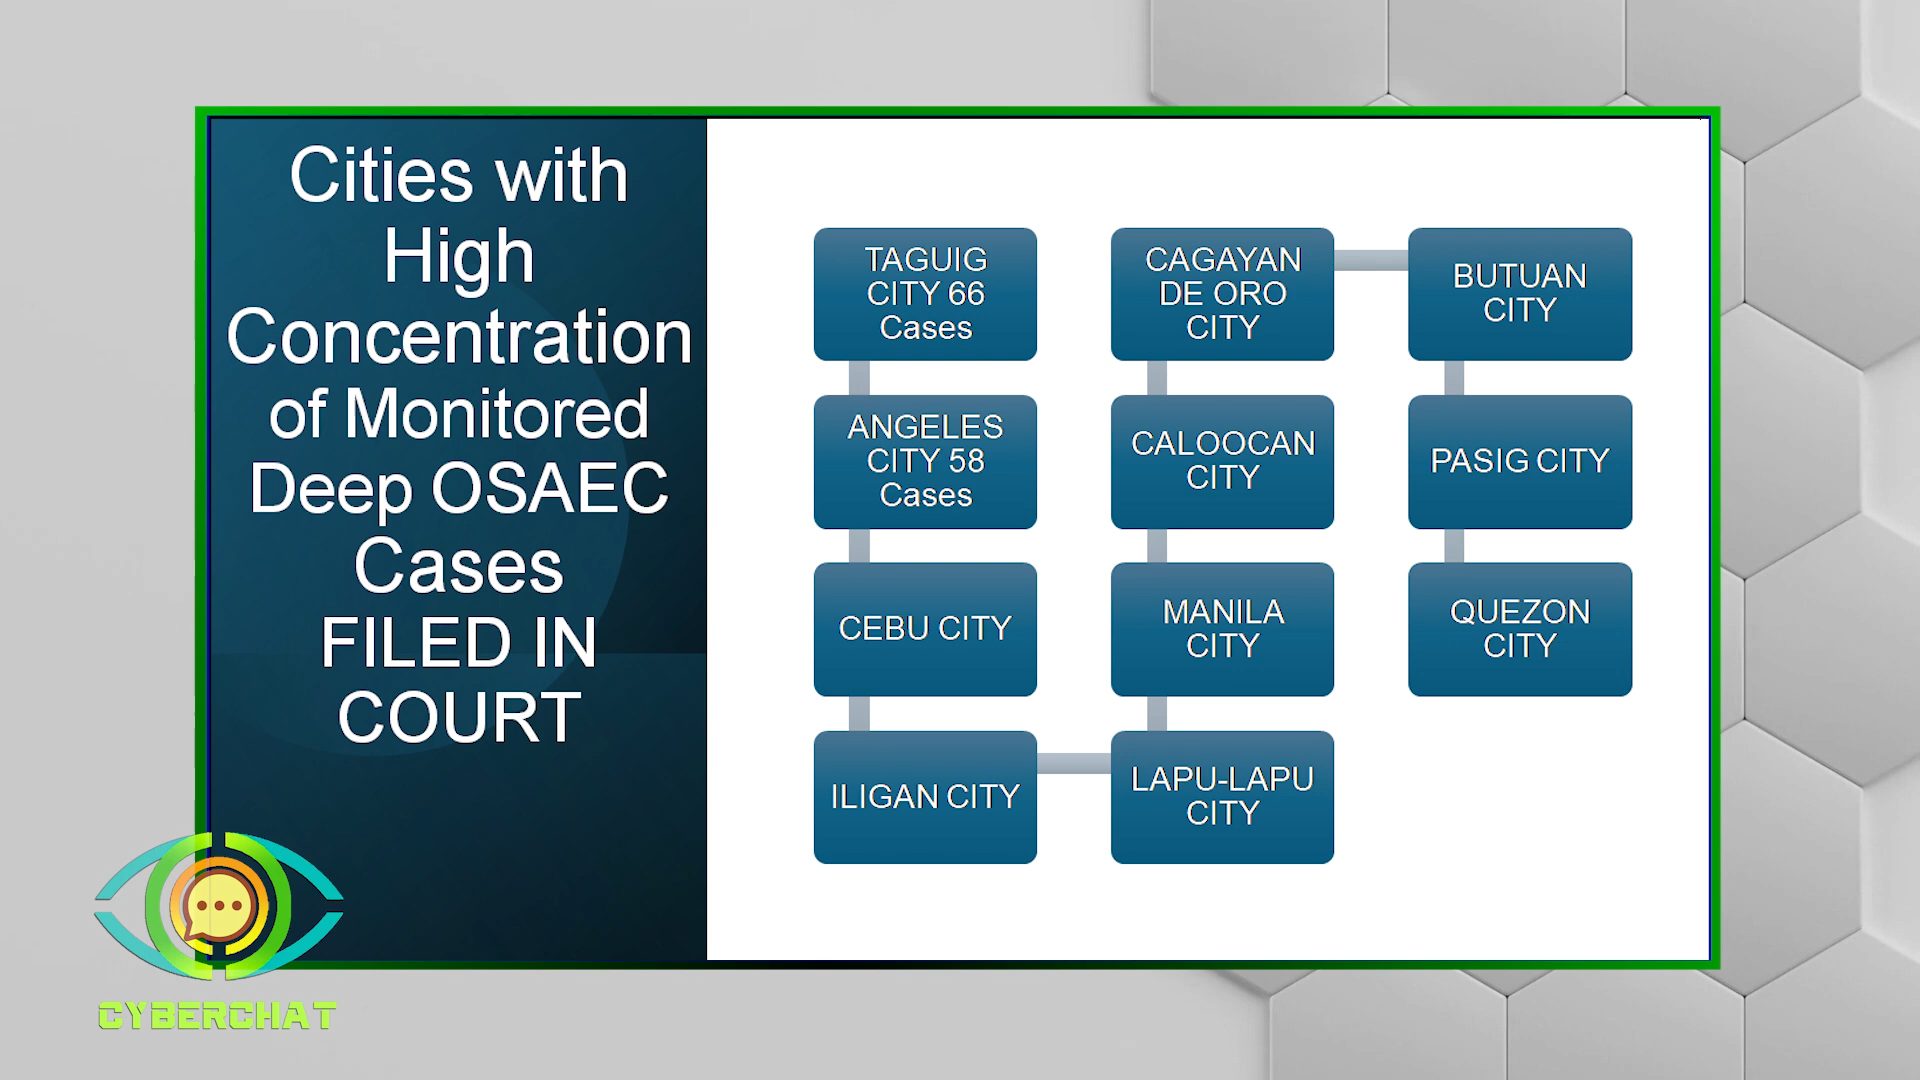 Cities with
High
Concentration
of Monitored
Deep OSAEC
Cases
FILED IN
COURT
TAGUIG
CITY 66
Cases
ANGELES
CITY 58
Cases
CEBU CITY
ILIGAN CITY
LAPU-LAPU
CITY
MANILA
CITY
CALOOCAN
CITY
CAGAYAN
DE ORO
CITY
BUTUAN
CITY
PASIG CITY
QUEZON
CITY
CYBERCHAT